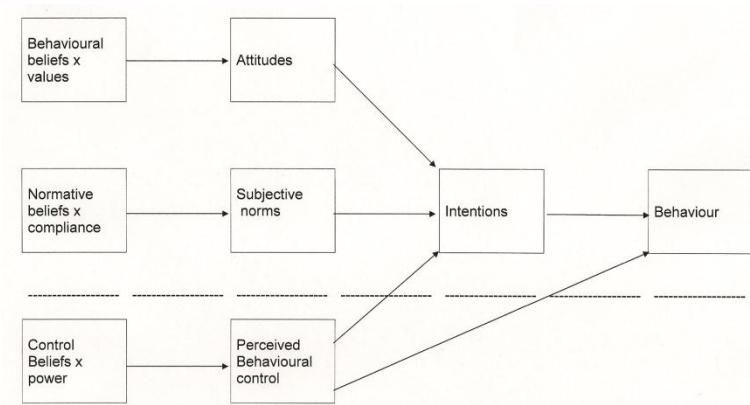 Behavioural
beliefs x
values
Attitudes
Normative
beliefs x
compliance
Subjective
norms
Intentions
Behaviour
Control
Beliefs x
power
Perceived
Behavioural
control